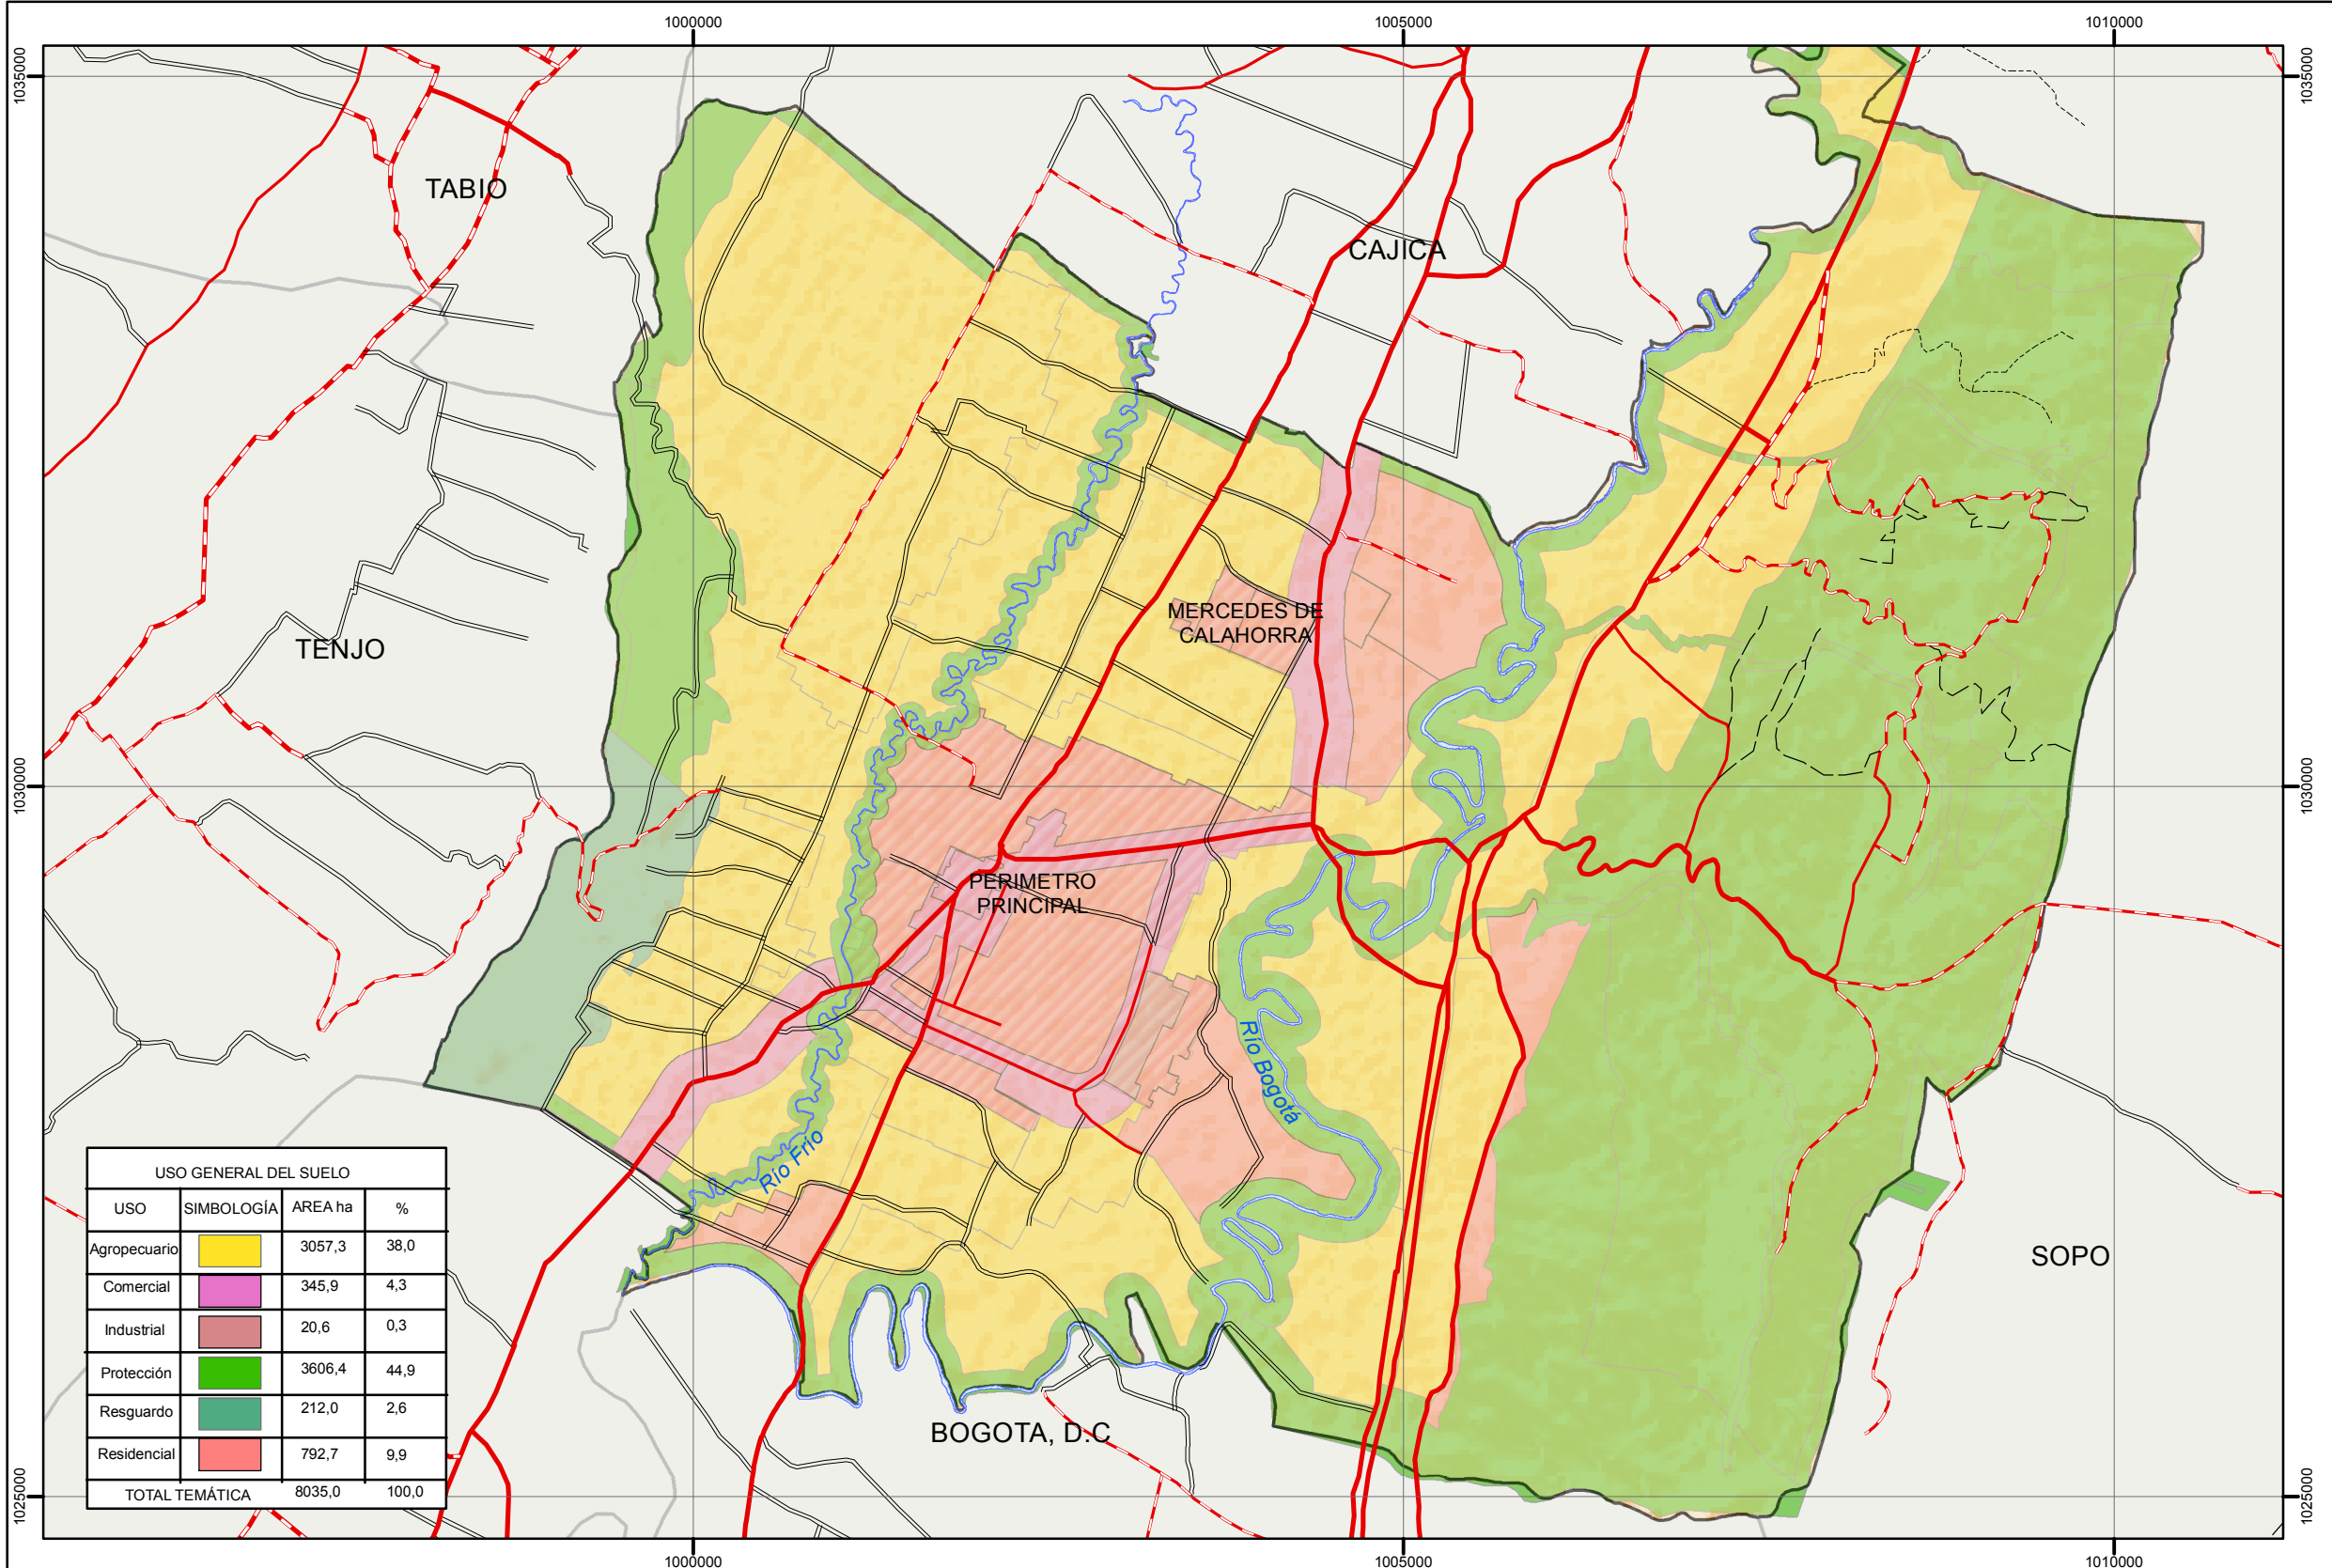 1000000 1005000 1010000
1035000 1035000
TABIO
CAJICA
MERCEDES DE
CALAHORRA
TENJO
1030000 1030000
PERIMETRO
PRINCIPAL
Río Bogotá
Río Frío
SOPO
BOGOTA, D.C
USO GENERAL DEL SUELO
USO SIMBOLOGÍA AREA ha %
Agropecuario 3057,3 38,0
Comercial 345,9 4,3
Industrial 20,6 0,3
Protección 3606,4 44,9
Resguardo 212,0 2,6
Residencial 792,7 9,9
TOTAL TEMÁTICA 8035,0 100,0
1025000 1025000
1000000 1005000 1010000